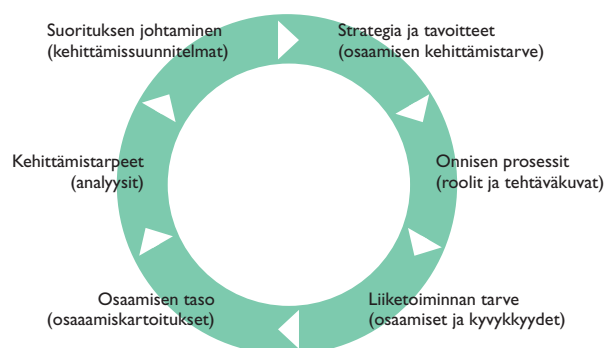 Suorituksen johtaminen
(kehittämissuunnitelmat)
Strategia ja tavoitteet
(osaamisen kehittämistarve)
Kehittämistarpeet
(analyysit)
Onnisen prosessit
(roolit ja tehtäväkuvat)
Osaamisen taso
(osaaamiskartoitukset)
Liiketoiminnan tarve
(osaamiset ja kyvykkyydet)